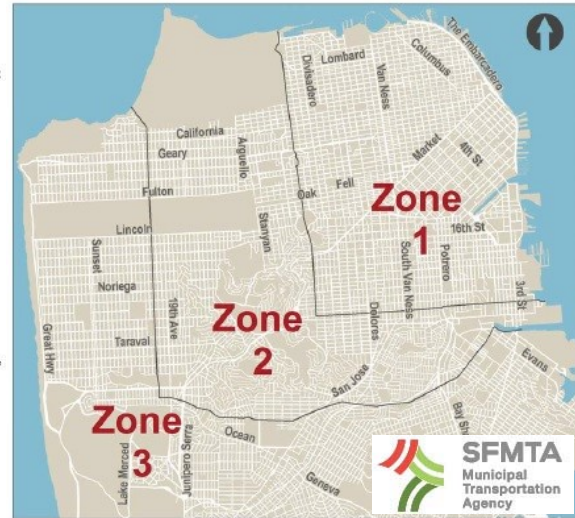 The Embarcadero
Columbus
Lombard
Divisadero
Van Ness
California
Geary
Arguello
Market
4th St
Fulton
Fell
Oak
Zone
1
Stanyan
Lincoln
16th St
Sunset
South Van Ness
Potrero
3rd St
Noriega
19th Ave
Zone
2
Dolores
Great Hwy
Taraval
San Jose
Evans
Zone
3
Ocean
Lake Merced
Junipero Serra
Bay Sh
Geneva
SFMTA
Municipal
Transportation
Agency